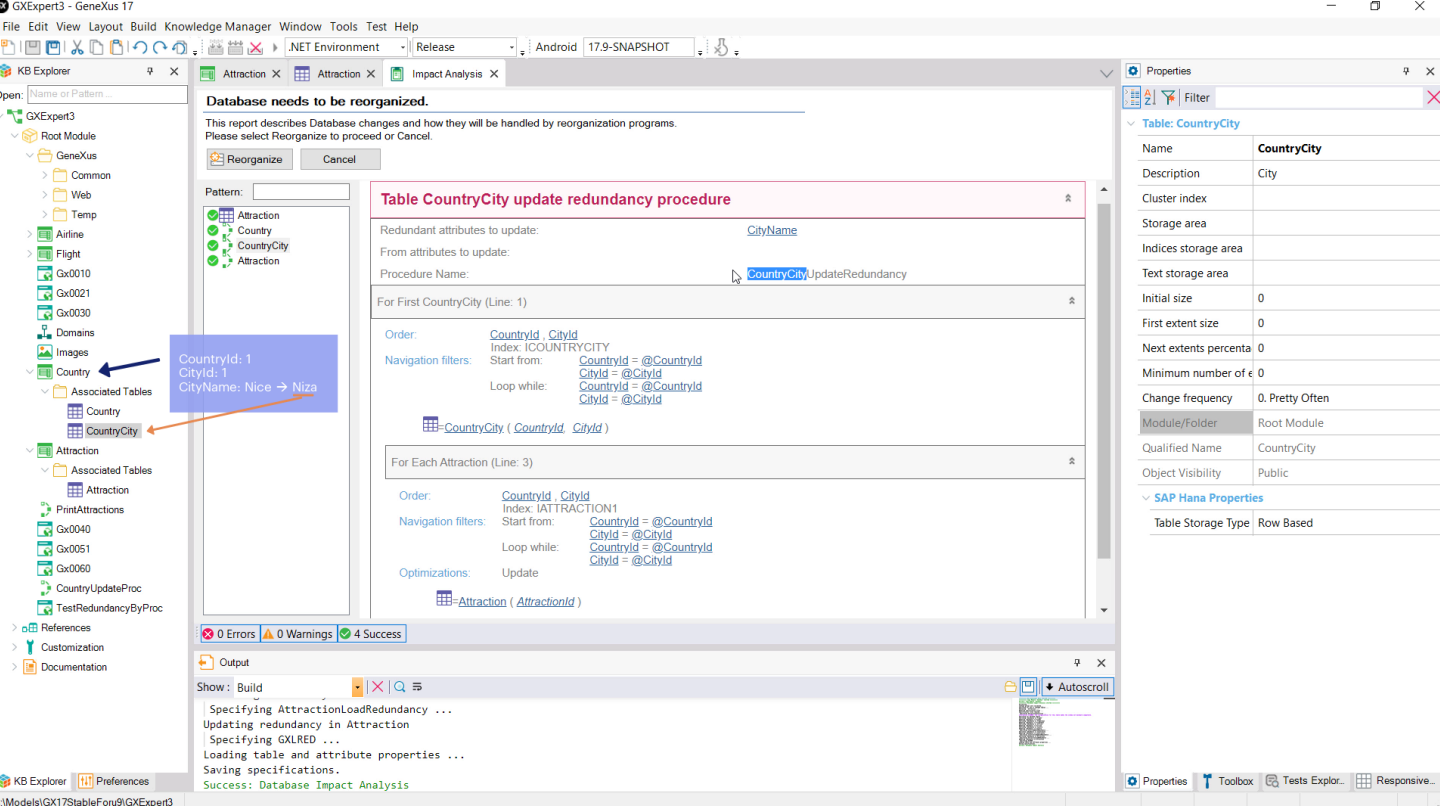 GXExpert3 - GeneXus 17
File Edit View Layout Build Knowledge Manager Window Tools Test Help
.NET Environment Release Android 17.9-SNAPSHOT
KB Explorer
Open: Name or Pattern ...
GXExpert3
Root Module
GeneXus
Common
Web
Temp
Airline
Flight
Gx0010
Gx0021
Gx0030
Domains
Images
Country
Associated Tables
Country
CountryCity
Attraction
Associated Tables
Attraction
PrintAttractions
Gx0040
Gx0051
Gx0060
CountryUpdateProc
TestRedundancyByProc
References
Customization
Documentation
KB Explorer Preferences
CountryId: 1
CityId: 1
CityName: Nice → Niza
Attraction Attraction Impact Analysis
Database needs to be reorganized.
This report describes Database changes and how they will be handled by reorganization programs.
Please select Reorganize to proceed or Cancel.
Reorganize Cancel
Pattern:
Attraction
Country
CountryCity
Attraction
Table CountryCity update redundancy procedure
Redundant attributes to update: CityName
From attributes to update:
Procedure Name: CountryCityUpdateRedundancy
For First CountryCity (Line: 1)
Order: CountryId , CityId
Index: ICOUNTRYCITY
Navigation filters: Start from: CountryId = @CountryId
CityId = @CityId
Loop while: CountryId = @CountryId
CityId = @CityId
=CountryCity ( CountryId, CityId )
For Each Attraction (Line: 3)
Order: CountryId , CityId
Index: IATTRACTION1
Navigation filters: Start from: CountryId = @CountryId
CityId = @CityId
Loop while: CountryId = @CountryId
CityId = @CityId
Optimizations: Update
=Attraction ( AttractionId )
0 Errors 0 Warnings 4 Success
Output
Show : Build Autoscroll
Specifying AttractionLoadRedundancy ...
Updating redundancy in Attraction
Specifying GXLRED ...
Loading table and attribute properties ...
Saving specifications.
Success: Database Impact Analysis
Properties
Filter
Table: CountryCity
Name CountryCity
Description City
Cluster index
Storage area
Indices storage area
Text storage area
Initial size 0
First extent size 0
Next extents percenta 0
Minimum number of e 0
Change frequency 0. Pretty Often
Module/Folder Root Module
Qualified Name CountryCity
Object Visibility Public
SAP Hana Properties
Table Storage Type Row Based
Properties Toolbox Tests Explor... Responsive...
:\Models\GX17StableForu9\GXExpert3